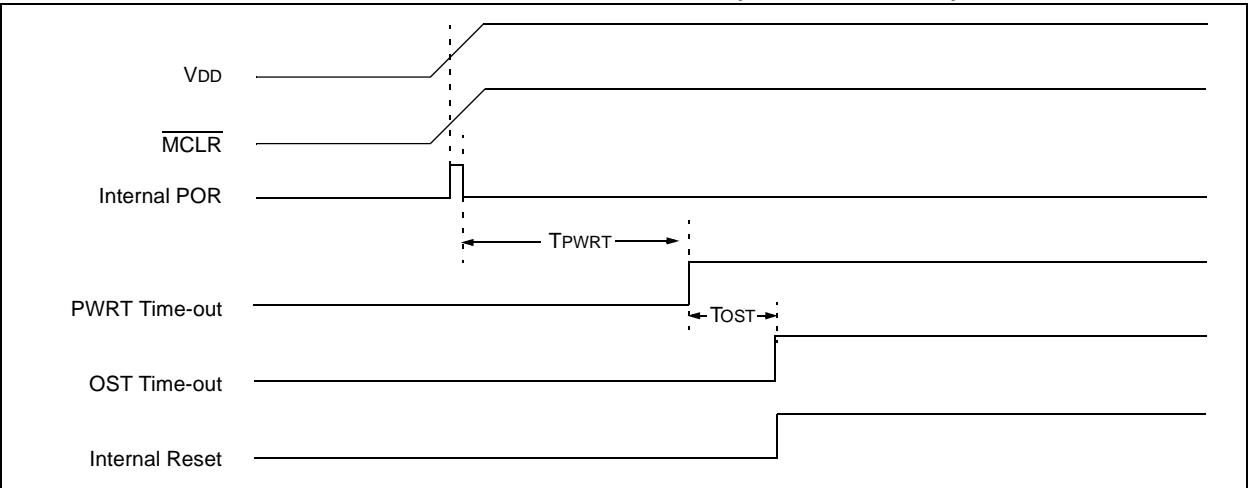 VDD
MCLR
Internal POR
TPWRT
PWRT Time-out
TOST
OST Time-out
Internal Reset